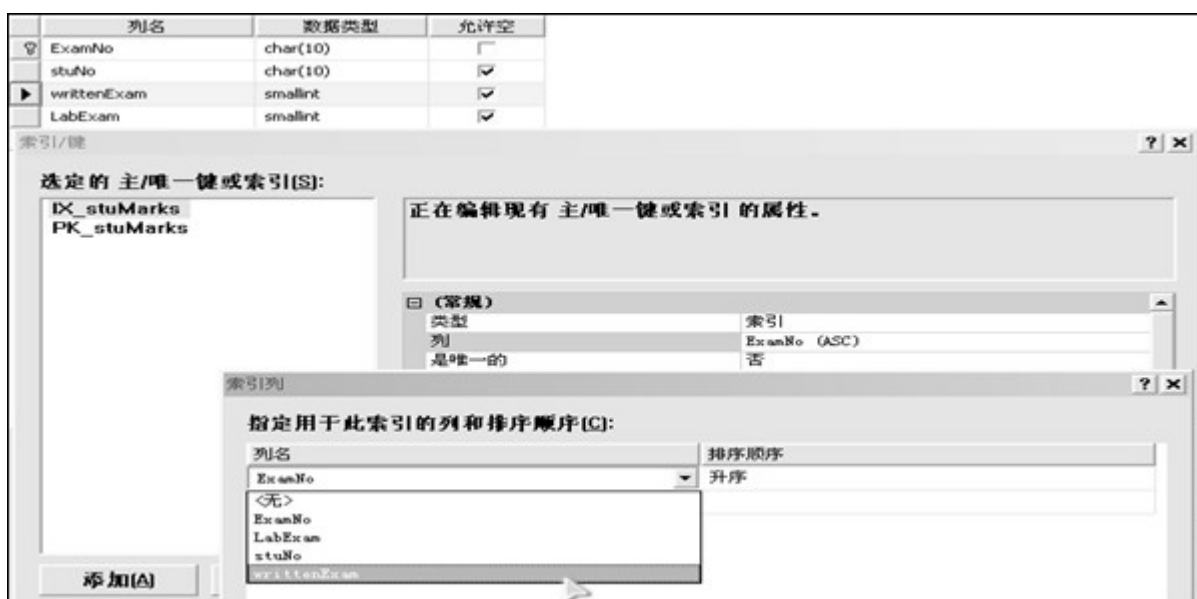 列名 数据类型 允许空
ExamNo char(10)
stuNo char(10)
writtenExam smallint
LabExam smallint
索引/键 ? ×
选定的 主/唯一键或索引(S):
IX_stuMarks
PK_stuMarks
正在编辑现有 主/唯一键或索引 的属性。
(常规)
类型 索引
列 ExamNo (ASC)
是唯一的 否
索引列 ? ×
指定用于此索引的列和排序顺序(C):
列名 排序顺序
ExamNo 升序
<无>
ExamNo
LabExam
stuNo
writtenExam
添加(A)